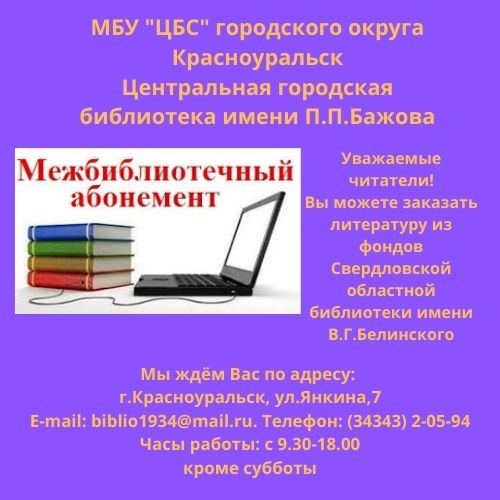 МБУ "ЦБС" городского округа
Красноуральск
Центральная городская
библиотека имени П.П.Бажова
Межбиблиотечный
абонемент
Уважаемые
читатели!
Вы можете заказать
литературу из
фондов
Свердловской
областной
библиотеки имени
В.Г.Белинского
Мы ждём Вас по адресу:
г.Красноуральск, ул.Янкина,7
E-mail: biblio1934@mail.ru. Телефон: (34343) 2-05-94
Часы работы: с 9.30-18.00
кроме субботы